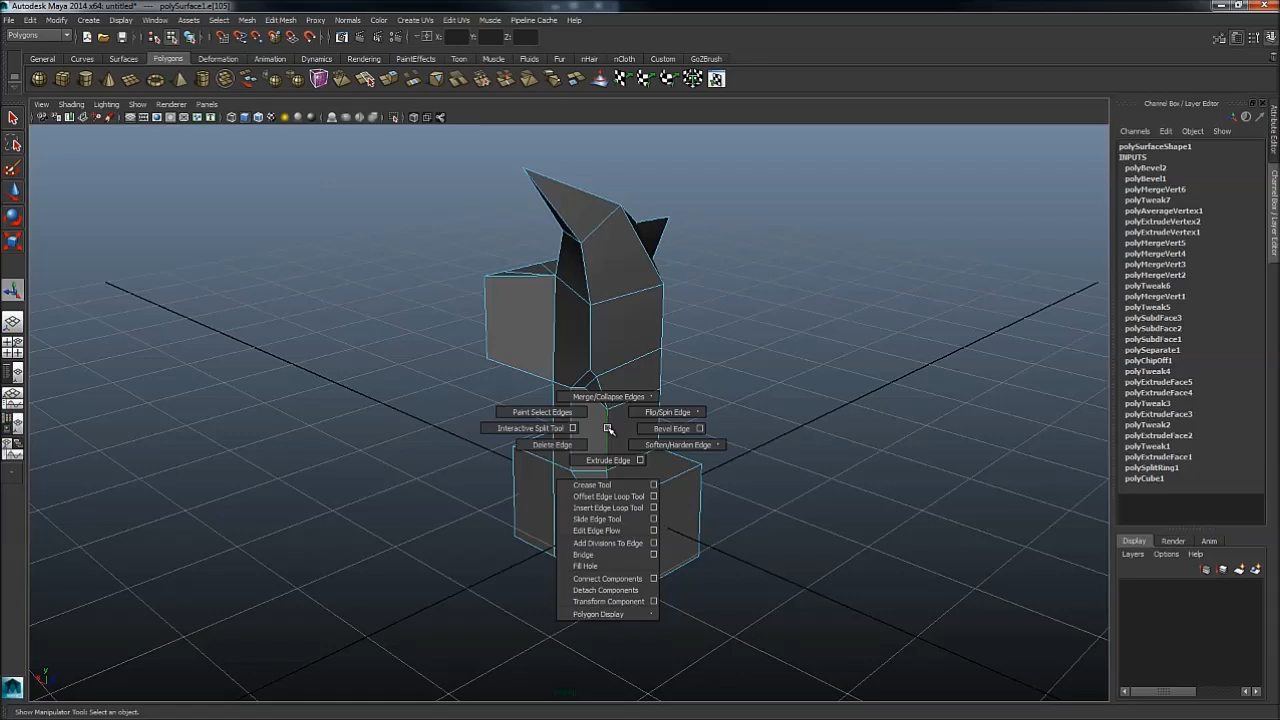 Autodesk Maya 2014 x64: untitled* --- polySurface1.e[105]
File Edit Modify Create Display Window Assets Select Mesh Edit Mesh Proxy Normals Color Create UVs Edit UVs Muscle Pipeline Cache Help
Polygons X: Y: Z:
General Curves Surfaces Polygons Deformation Animation Dynamics Rendering PaintEffects Toon Muscle Fluids Fur nHair nCloth Custom GoZBrush
View Shading Lighting Show Renderer Panels
Channel Box / Layer Editor
Channels Edit Object Show
polySurfaceShape1
INPUTS
polyBevel2
polyBevel1
polyMergeVert6
polyTweak7
polyAverageVertex1
polyExtrudeVertex2
polyExtrudeVertex1
polyMergeVert5
polyMergeVert4
polyMergeVert3
polyMergeVert2
polyTweak6
polyMergeVert1
polyTweak5
polySubdFace3
polySubdFace2
polySubdFace1
polySeparate1
polyChipOff1
polyTweak4
polyExtrudeFace5
polyExtrudeFace4
polyTweak3
polyExtrudeFace3
polyTweak2
polyExtrudeFace2
polyTweak1
polyExtrudeFace1
polySplitRing1
polyCube1
Attribute Editor
Channel Box / Layer Editor
Merge/Collapse Edges
Paint Select Edges Flip/Spin Edge
Interactive Split Tool Bevel Edge
Delete Edge Soften/Harden Edge
Extrude Edge
Crease Tool
Offset Edge Loop Tool
Insert Edge Loop Tool
Slide Edge Tool
Edit Edge Flow
Add Divisions To Edge
Bridge
Fill Hole
Connect Components
Detach Components
Transform Component
Polygon Display
Display Render Anim
Layers Options Help
y
Show Manipulator Tool: Select an object.